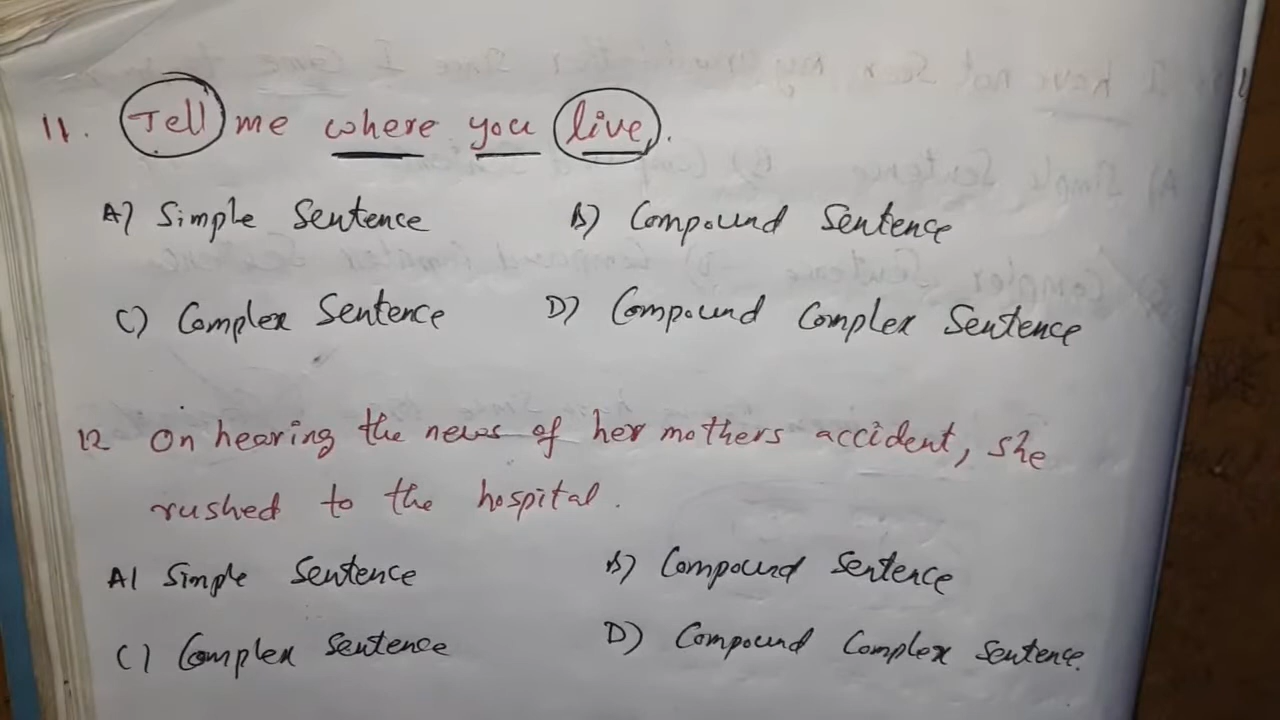 11. Tell me where you live.
A) Simple Sentence B) Compound Sentence
C) Complex Sentence D) Compound Complex Sentence
12 On hearing the news of her mothers accident, she
rushed to the hospital.
A) Simple Sentence B) Compound Sentence
C) Complex Sentence D) Compound Complex Sentence.